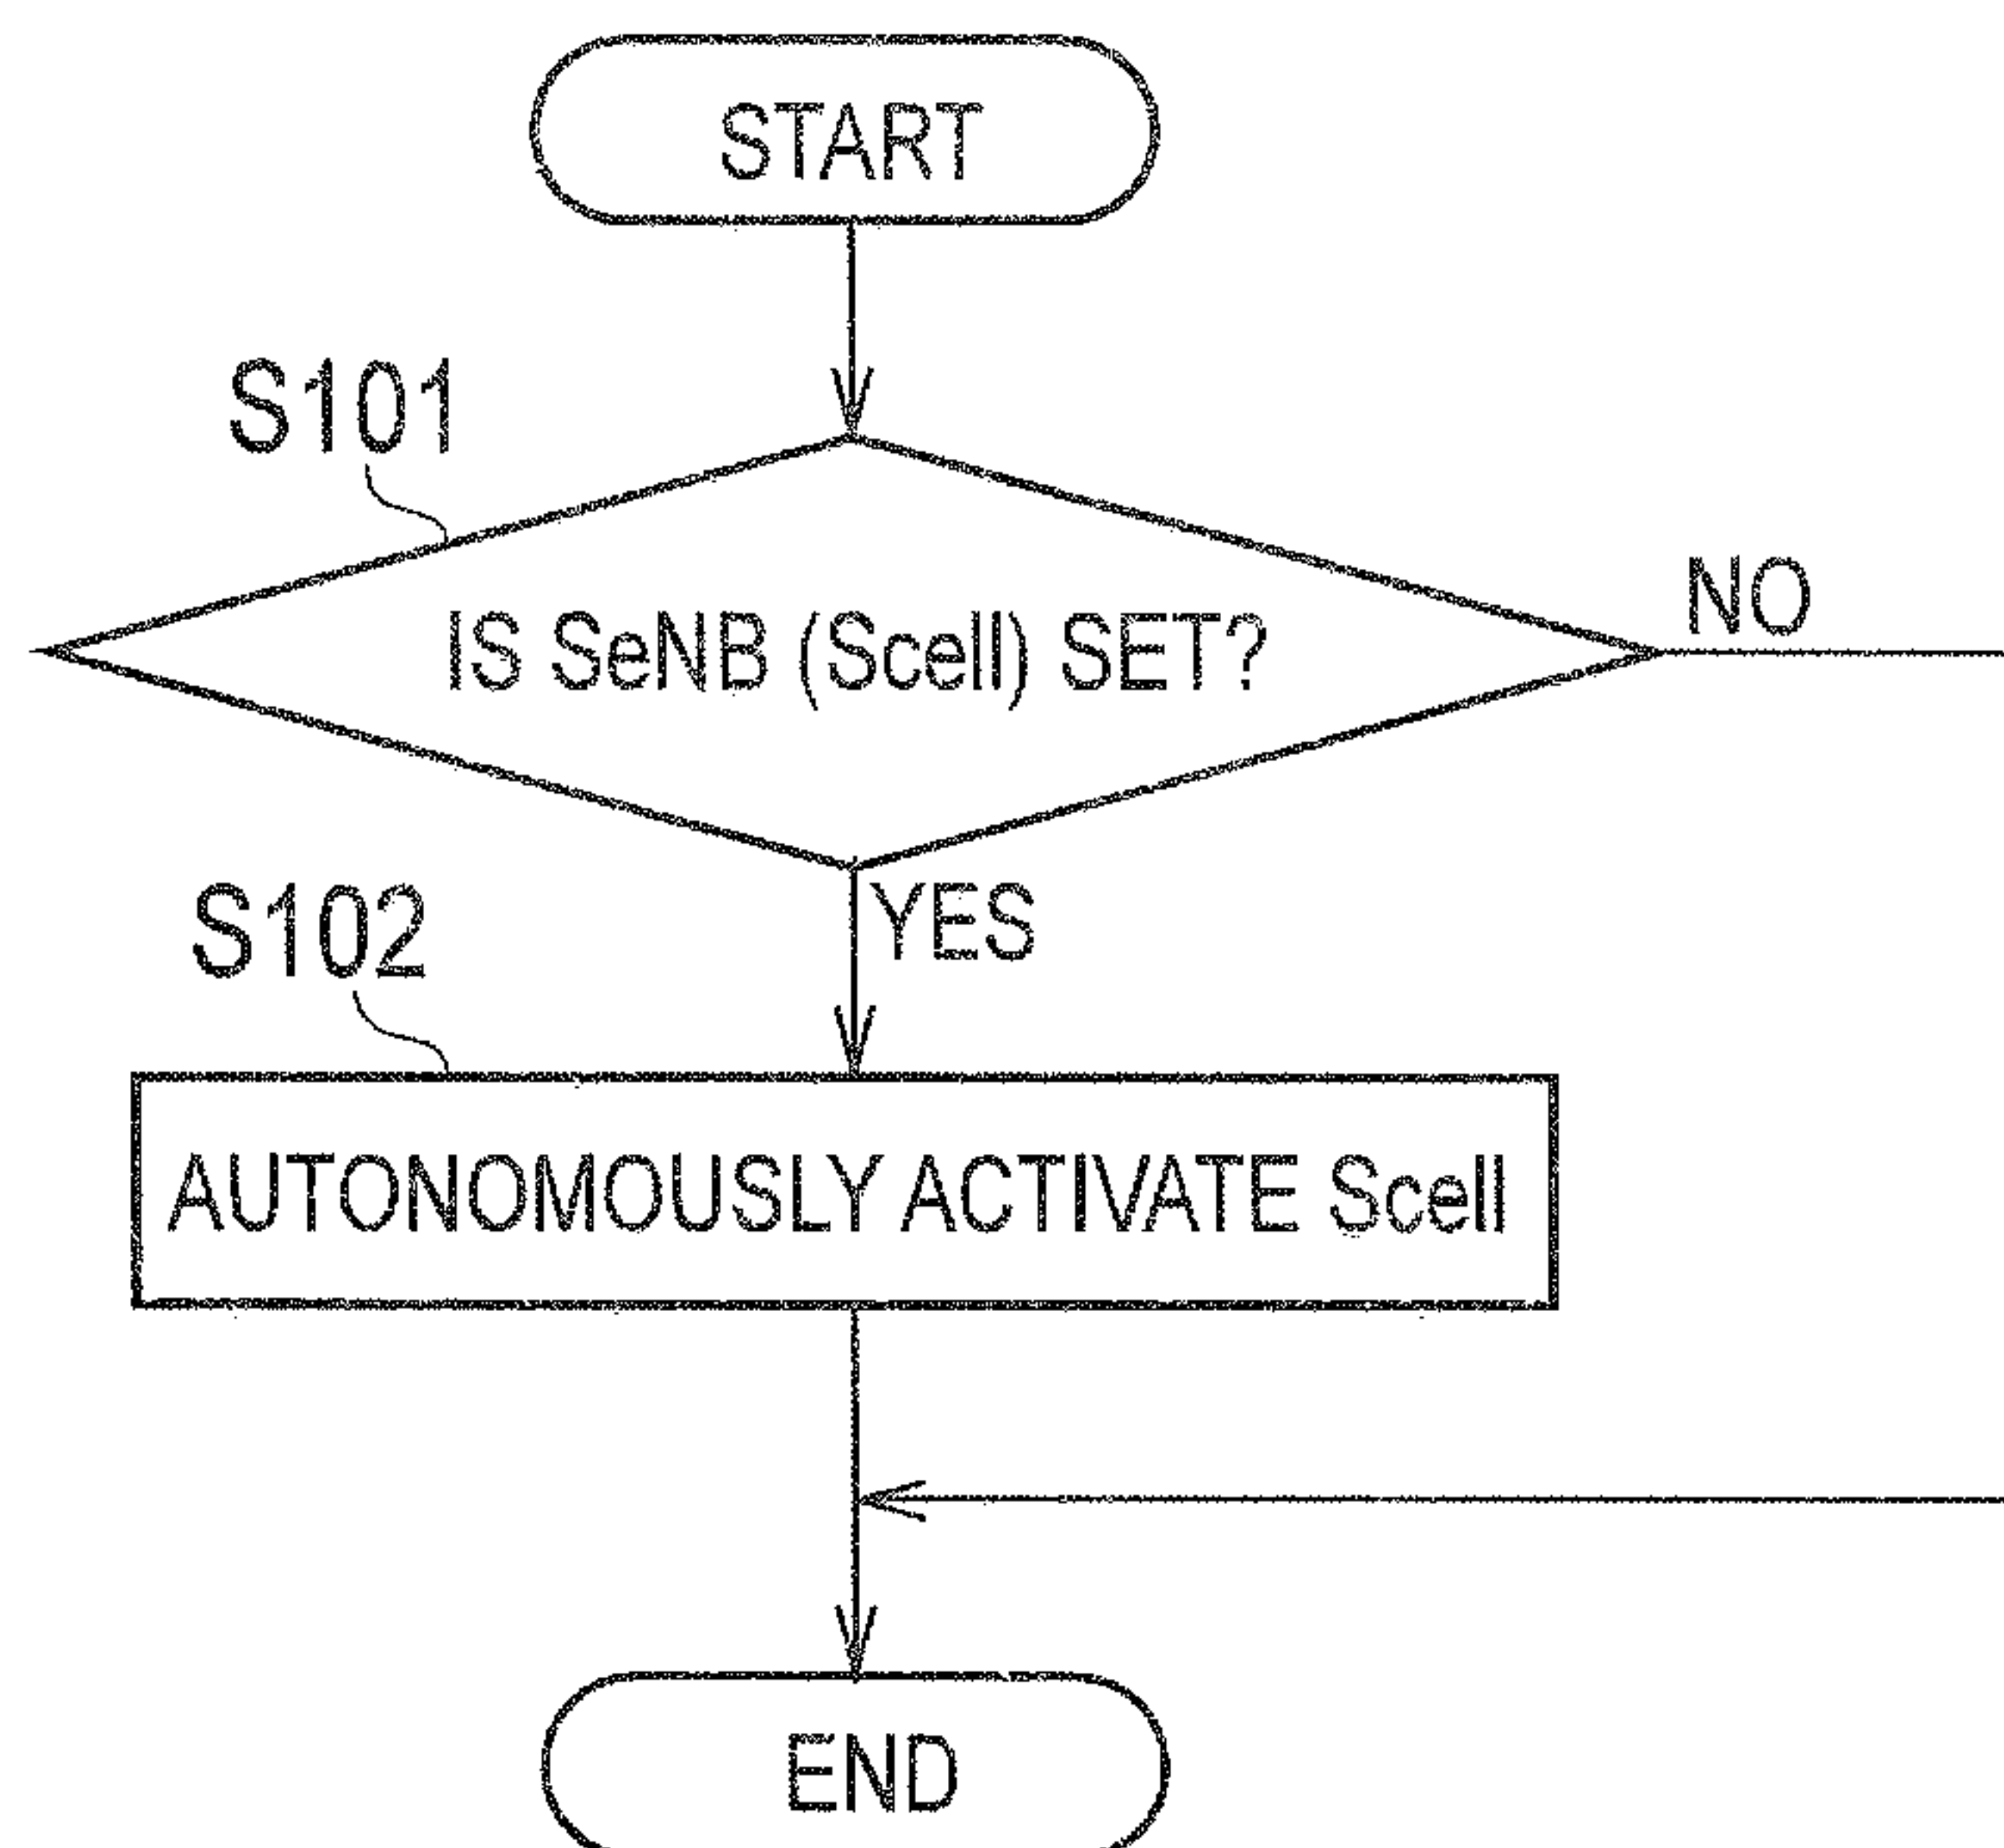 START
S101
IS SeNB (Scell) SET?
NO
YES
S102
AUTONOMOUSLY ACTIVATE Scell
END